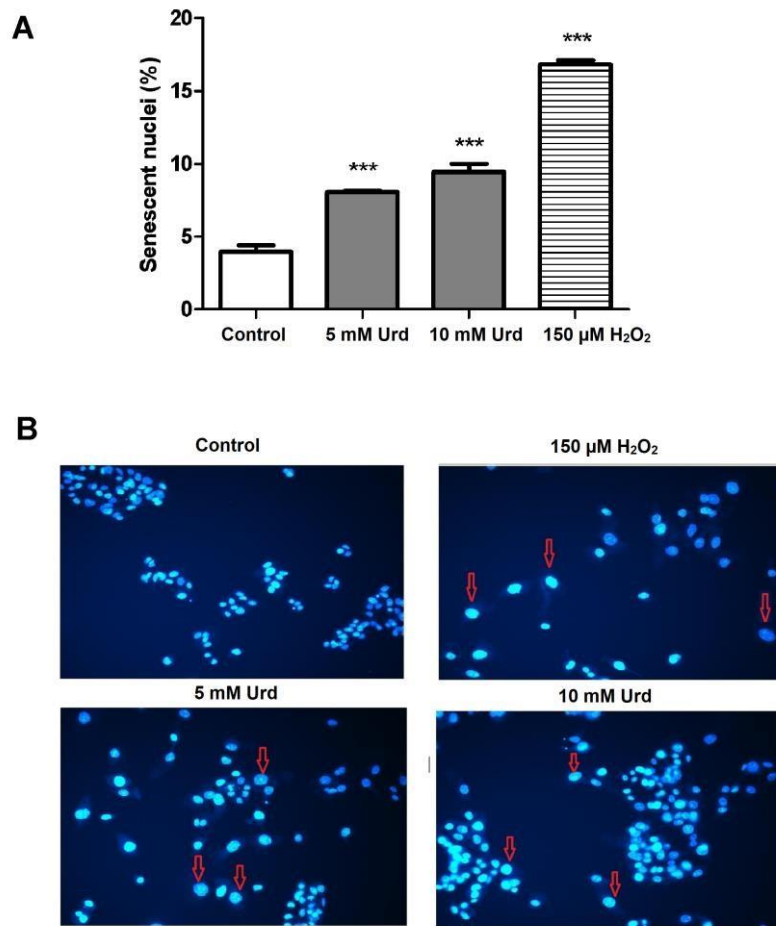 A
Senescent nuclei (%)
20
15
10
5
0
***
***
***
Control
5 mM Urd
10 mM Urd
150 µM H₂O₂
B
Control
150 µM H₂O₂
5 mM Urd
10 mM Urd